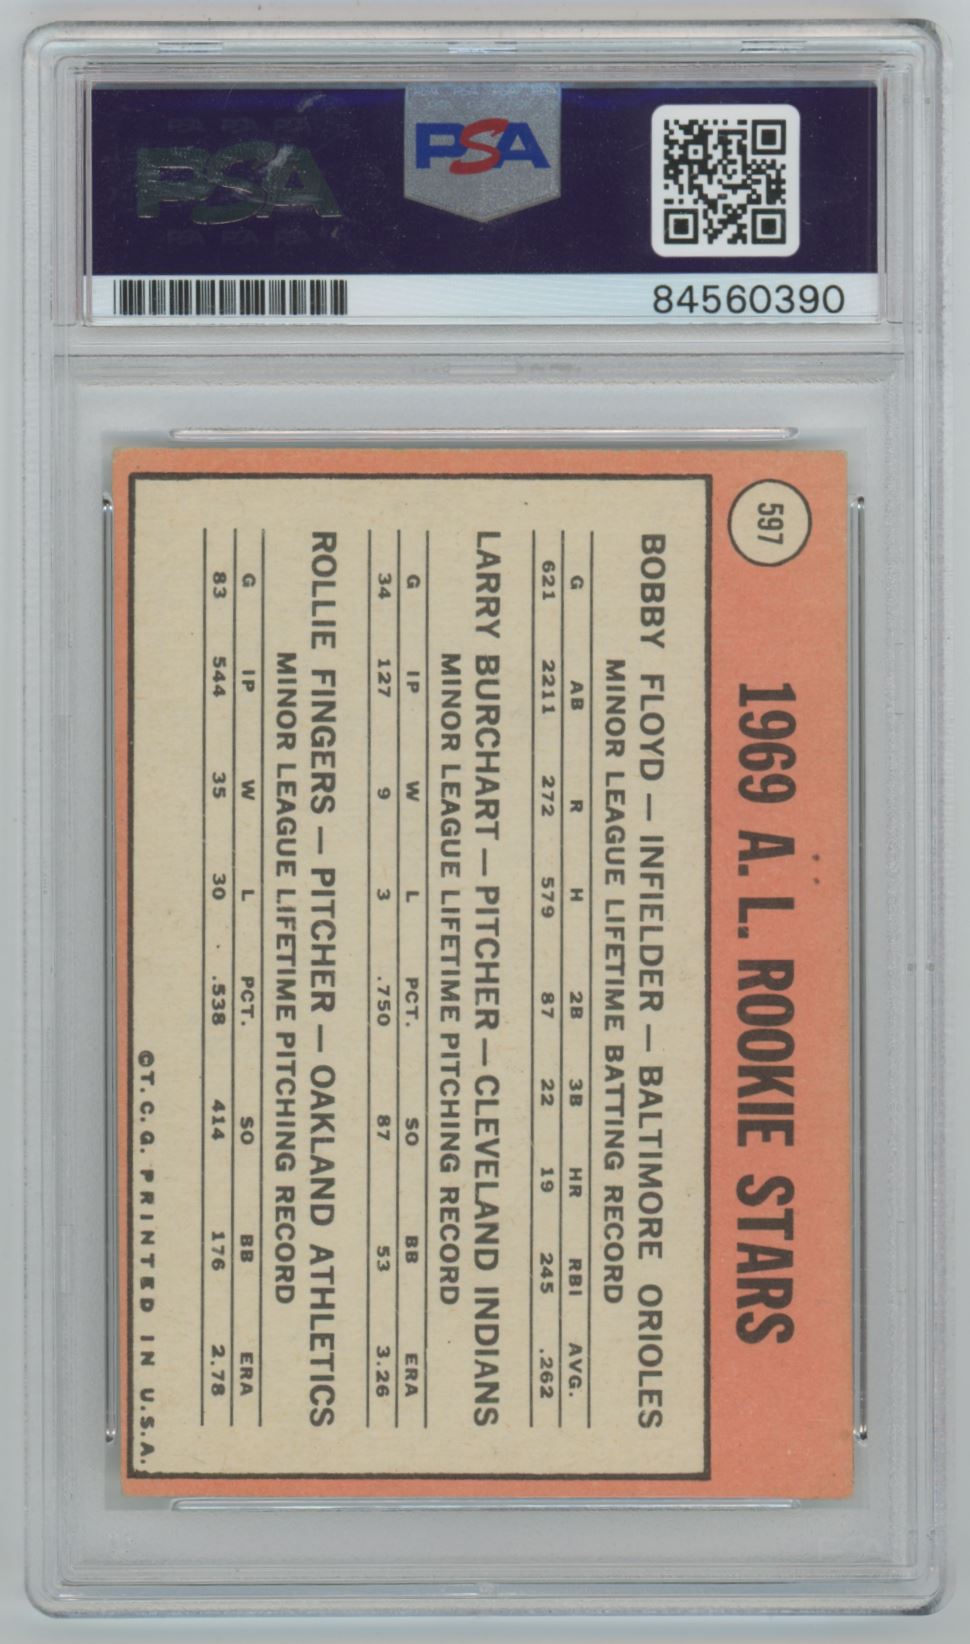 PSA
PSA
84560390
597
1969 A. L. ROOKIE STARS
BOBBY FLOYD — INFIELDER — BALTIMORE ORIOLES
MINOR LEAGUE LIFETIME BATTING RECORD
G AB R H 2B 3B HR RBI AVG.
621 2211 272 579 87 22 19 245 .262
LARRY BURCHART — PITCHER — CLEVELAND INDIANS
MINOR LEAGUE LIFETIME PITCHING RECORD
G IP W L PCT. SO BB ERA
34 127 9 3 .750 87 53 3.26
ROLLIE FINGERS — PITCHER — OAKLAND ATHLETICS
MINOR LEAGUE LIFETIME PITCHING RECORD
G IP W L PCT. SO BB ERA
83 544 35 30 .538 414 176 2.78
©T. C. G. PRINTED IN U.S.A.